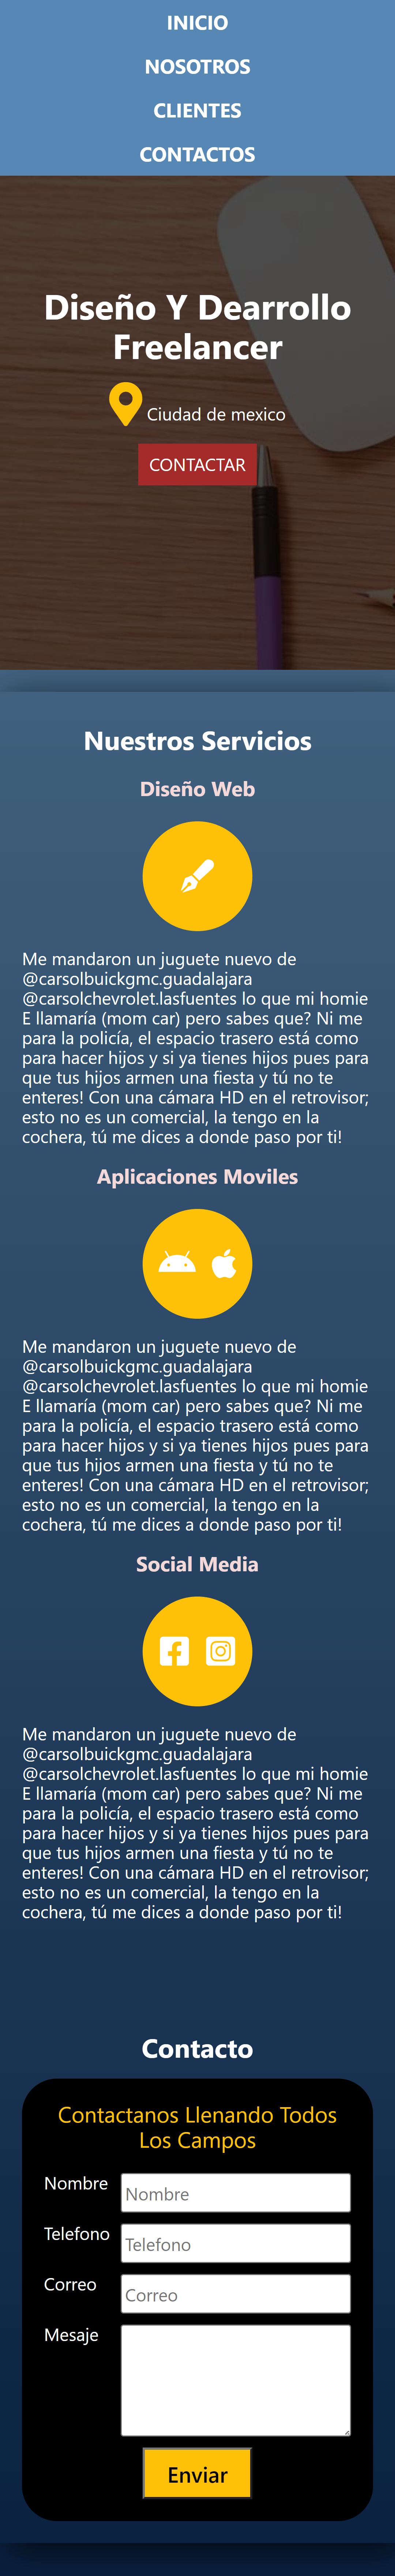 INICIO
NOSOTROS
CLIENTES
CONTACTOS
Diseño Y Dearrollo
Freelancer
Ciudad de mexico
CONTACTAR
Nuestros Servicios
Diseño Web
Me mandaron un juguete nuevo de
@carsolbuickgmc.guadalajara
@carsolchevrolet.lasfuentes lo que mi homie
E llamaría (mom car) pero sabes que? Ni me
para la policía, el espacio trasero está como
para hacer hijos y si ya tienes hijos pues para
que tus hijos armen una fiesta y tú no te
enteres! Con una cámara HD en el retrovisor;
esto no es un comercial, la tengo en la
cochera, tú me dices a donde paso por ti!
Aplicaciones Moviles
Me mandaron un juguete nuevo de
@carsolbuickgmc.guadalajara
@carsolchevrolet.lasfuentes lo que mi homie
E llamaría (mom car) pero sabes que? Ni me
para la policía, el espacio trasero está como
para hacer hijos y si ya tienes hijos pues para
que tus hijos armen una fiesta y tú no te
enteres! Con una cámara HD en el retrovisor;
esto no es un comercial, la tengo en la
cochera, tú me dices a donde paso por ti!
Social Media
Me mandaron un juguete nuevo de
@carsolbuickgmc.guadalajara
@carsolchevrolet.lasfuentes lo que mi homie
E llamaría (mom car) pero sabes que? Ni me
para la policía, el espacio trasero está como
para hacer hijos y si ya tienes hijos pues para
que tus hijos armen una fiesta y tú no te
enteres! Con una cámara HD en el retrovisor;
esto no es un comercial, la tengo en la
cochera, tú me dices a donde paso por ti!
Contacto
Contactanos Llenando Todos
Los Campos
Nombre Nombre
Telefono Telefono
Correo Correo
Mesaje
Enviar